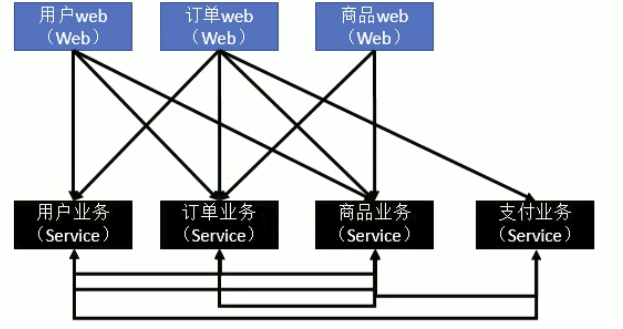 用户web
（Web）
订单web
（Web）
商品web
（Web）
用户业务
（Service）
订单业务
（Service）
商品业务
（Service）
支付业务
（Service）